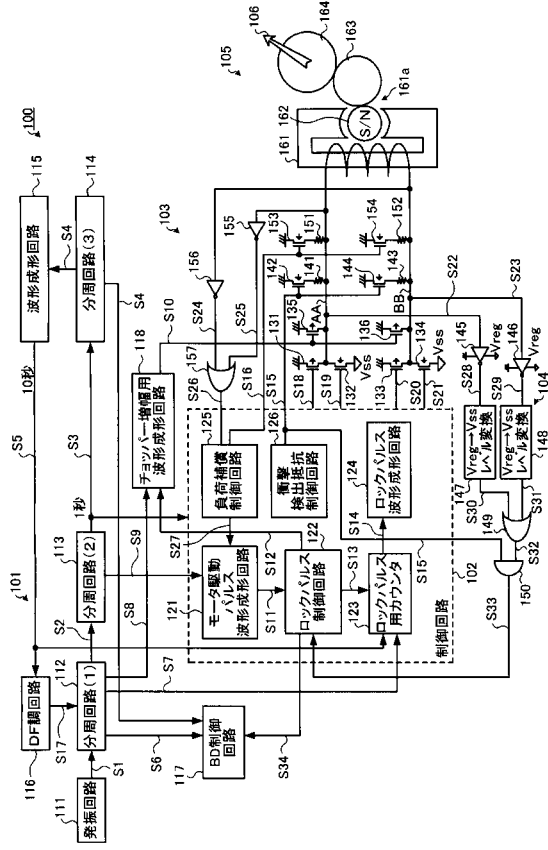 100
101
115
波形成形回路
114
分周回路(3)
S4
S4
10秒
S5
S3
1秒
113
分周回路(2)
S2
S9
112
分周回路(1)
DF調回路
116
S17
111
発振回路
S1
S6
117
BD制御
回路
S34
S7
S8
118
チョッパー増幅用
波形成形回路
S10
103
156
155
S24
S25
157
S26
S16
S15
125
負荷補償
制御回路
126
衝撃
検出抵抗
制御回路
S27
121
モータ駆動
パルス
波形成形回路
S12
S11
122
ロックパルス
制御回路
S13
123
ロックパルス
用カウンタ
S14
124
ロックパルス
波形成形回路
S15
102
制御回路
131
S18
S19
132
Vss
135
136
133
S20
S21
134
Vss
AA
BB
142
141
144
143
153
151
154
152
S22
S23
145
Vreg
146
Vreg
S28
S29
104
147
Vreg→Vss
レベル変換
Vreg→Vss
レベル変換
148
S30
S31
149
S32
150
S33
105
106
164
163
162
161
161a
S/N